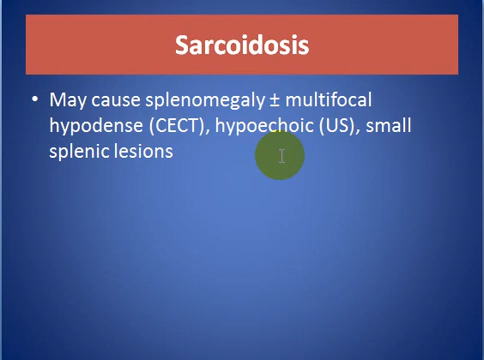 Sarcoidosis
• May cause splenomegaly ± multifocal
hypodense (CECT), hypoechoic (US), small
splenic lesions